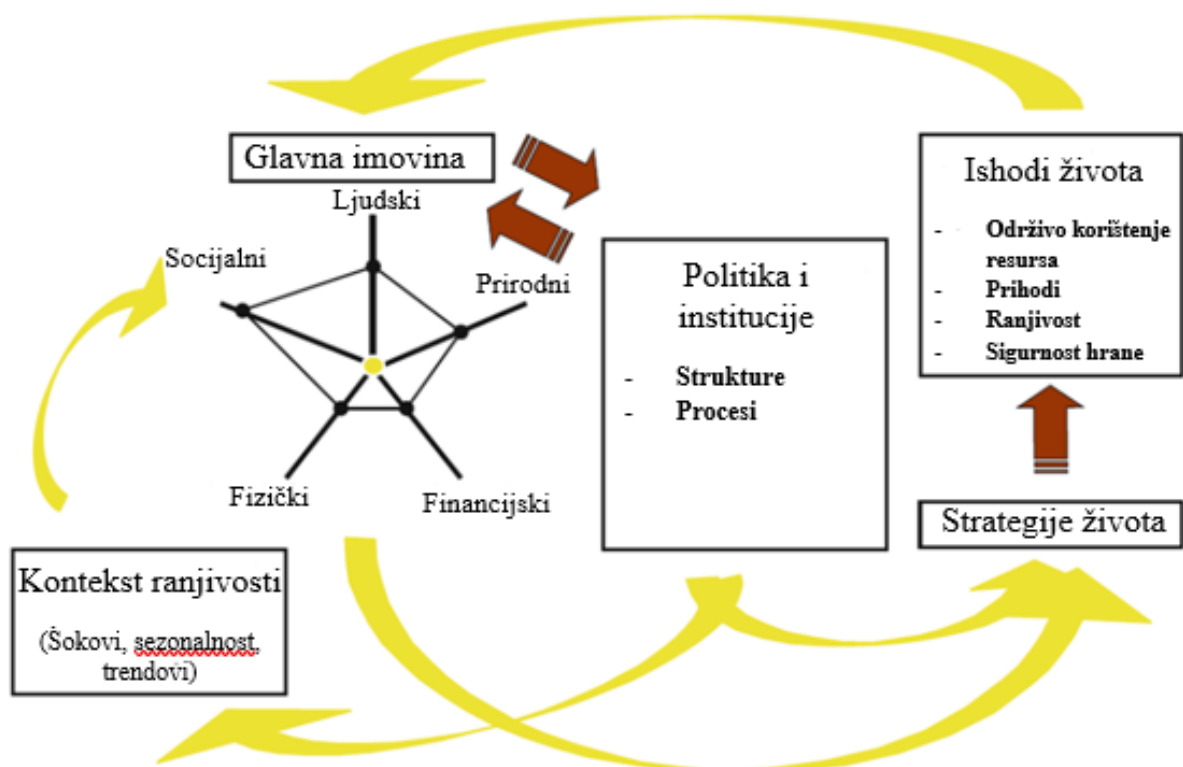 Glavna imovina
Ljudski
Socijalni
Prirodni
Fizički
Financijski
Kontekst ranjivosti
(Šokovi, sezonalnost,
trendovi)
Politika i
institucije
- Strukture
- Procesi
Ishodi života
- Održivo korištenje
resursa
- Prihodi
- Ranjivost
- Sigurnost hrane
Strategije života